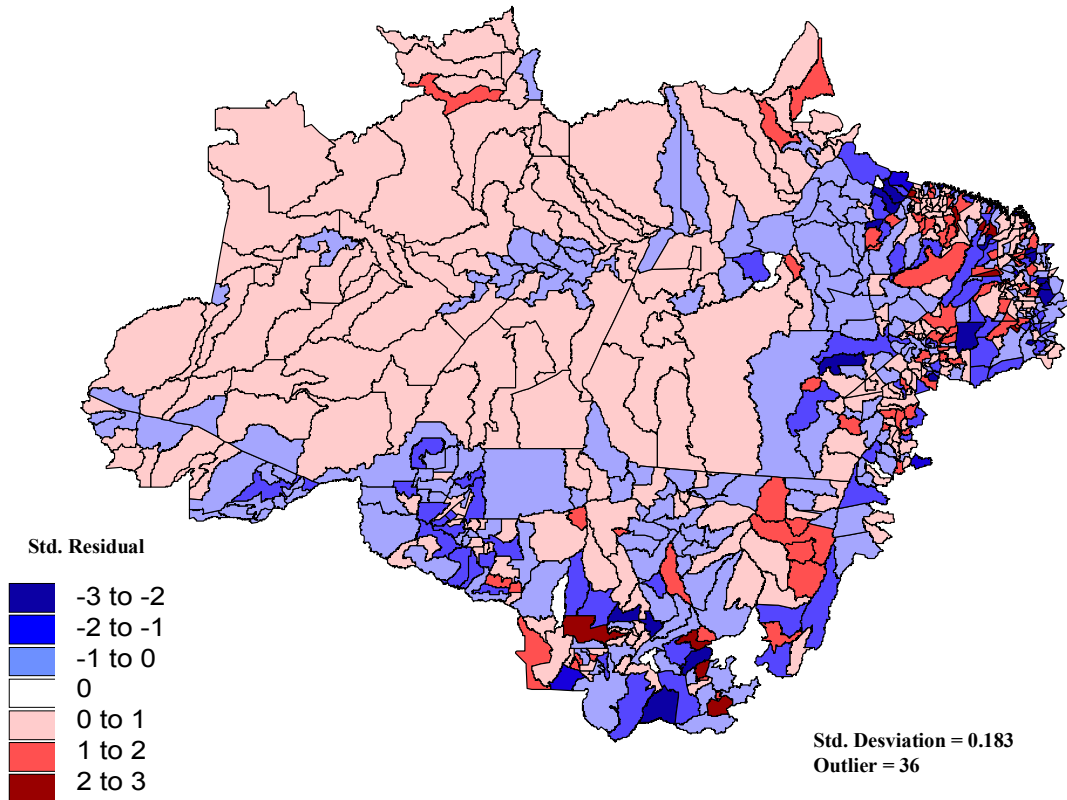 Std. Residual
-3 to -2
-2 to -1
-1 to 0
0
0 to 1
1 to 2
2 to 3
Std. Desviation = 0.183
Outlier = 36